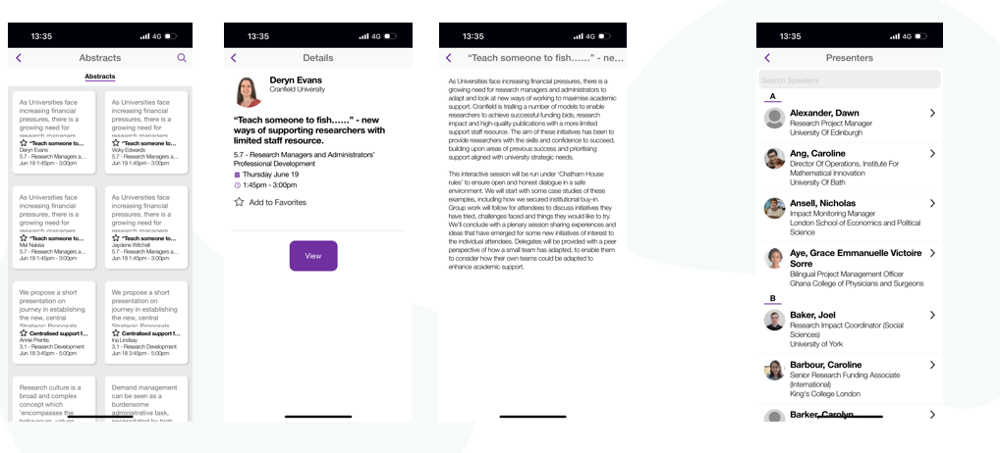 13:35
4G
Abstracts
Abstracts
As Universities face
increasing financial
pressures, there is a
growing need for
research managers
"Teach someone to...
Deryn Evans
5.7 - Research Managers a...
Jun 19 1:45pm - 3:00pm
As Universities face
increasing financial
pressures, there is a
growing need for
research managers
"Teach someone to...
Vicky Edwards
5.7 - Research Managers a...
Jun 19 1:45pm - 3:00pm
As Universities face
increasing financial
pressures, there is a
growing need for
research managers
"Teach someone to...
Mel Nakisa
5.7 - Research Managers a...
Jun 19 1:45pm - 3:00pm
As Universities face
increasing financial
pressures, there is a
growing need for
research managers
"Teach someone to...
Jaydene Witchell
5.7 - Research Managers a...
Jun 19 1:45pm - 3:00pm
We propose a short
presentation on
journey in establishing
the new, central
Strategic Proposals
Centralised support f...
Annie Prentis
3.1 - Research Development
Jun 18 3:45pm - 5:00pm
We propose a short
presentation on
journey in establishing
the new, central
Strategic Proposals
Centralised support f...
Ina Lindsay
3.1 - Research Development
Jun 18 3:45pm - 5:00pm
Research culture is a
broad and complex
concept which
'encompasses the
behaviours, values
Demand management
can be seen as a
burdensome
administrative task,
necessitated by high
13:35
4G
Details
Deryn Evans
Cranfield University
"Teach someone to fish……" - new
ways of supporting researchers with
limited staff resource.
5.7 - Research Managers and Administrators'
Professional Development
Thursday June 19
1:45pm - 3:00pm
Add to Favorites
View
13:35
4G
"Teach someone to fish……" - ne...
As Universities face increasing financial pressures, there is a
growing need for research managers and administrators to
adapt and look at new ways of working to maximise academic
support. Cranfield is trialling a number of models to enable
researchers to achieve successful funding bids, research
impact and high-quality publications with a more limited
support staff resource. The aim of these initiatives has been to
provide researchers with the skills and confidence to succeed,
building upon areas of previous success and prioritising
support aligned with university strategic needs.
This interactive session will be run under 'Chatham House
rules' to ensure open and honest dialogue in a safe
environment. We will start with some case studies of these
examples, including how we secured institutional buy-in.
Group work will follow for attendees to discuss initiatives they
have tried, challenges faced and things they would like to try.
We'll conclude with a plenary session sharing experiences and
ideas that have emerged for some new initiatives of interest to
the individual attendees. Delegates will be provided with a peer
perspective of how a small team has adapted, to enable them
to consider how their own teams could be adapted to
enhance academic support.
13:35
4G
Presenters
Search Speakers
A
Alexander, Dawn
Research Project Manager
University Of Edinburgh
Ang, Caroline
Director Of Operations, Institute For
Mathematical Innovation
University Of Bath
Ansell, Nicholas
Impact Monitoring Manager
London School of Economics and Political
Science
Aye, Grace Emmanuelle Victoire
Sorre
Bilingual Project Management Officer
Ghana College of Physicians and Surgeons
B
Baker, Joel
Research Impact Coordinator (Social
Sciences)
University of York
Barbour, Caroline
Senior Research Funding Associate
(International)
King's College London
Barker, Carolyn